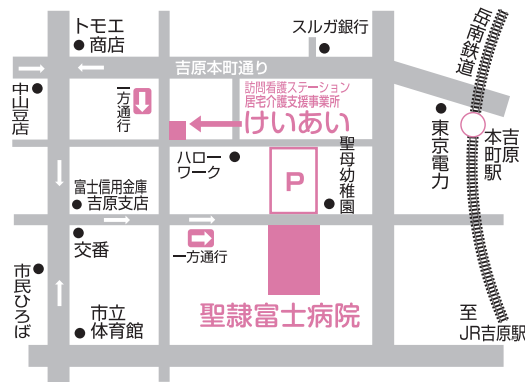 トモエ
商店
スルガ銀行
岳南鉄道
吉原本町通り
中山豆店
一方通行
訪問看護ステーション
居宅介護支援事業所
けいあい
東京電力
吉原
本町駅
ハロー
ワーク
P
聖母幼稚園
富士信用金庫
吉原支店
交番
一方通行
市民ひろば
市立
体育館
聖隷富士病院
至
JR吉原駅